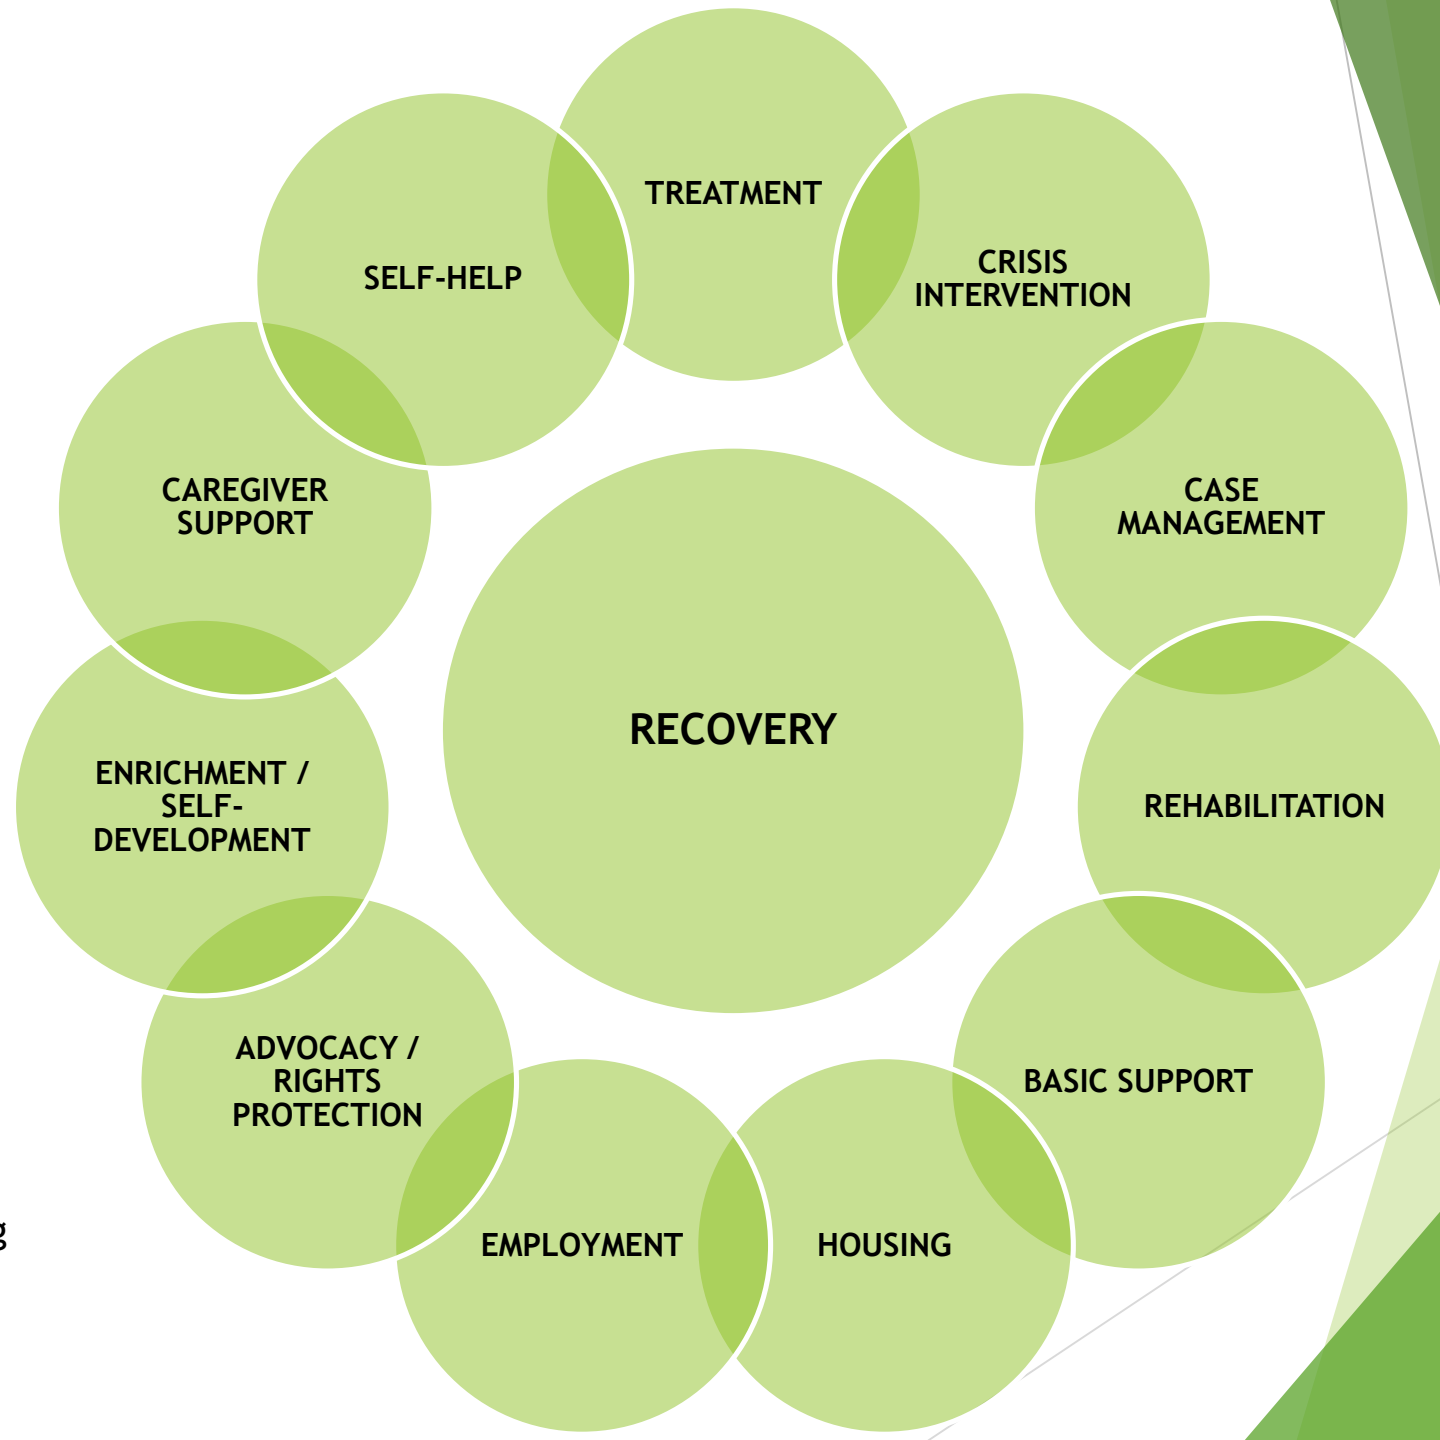 TREATMENT
CRISIS
INTERVENTION
SELF-HELP
CASE
MANAGEMENT
CAREGIVER
SUPPORT
RECOVERY
ENRICHMENT /
SELF-
DEVELOPMENT
REHABILITATION
ADVOCACY /
RIGHTS
PROTECTION
BASIC SUPPORT
EMPLOYMENT
HOUSING
g